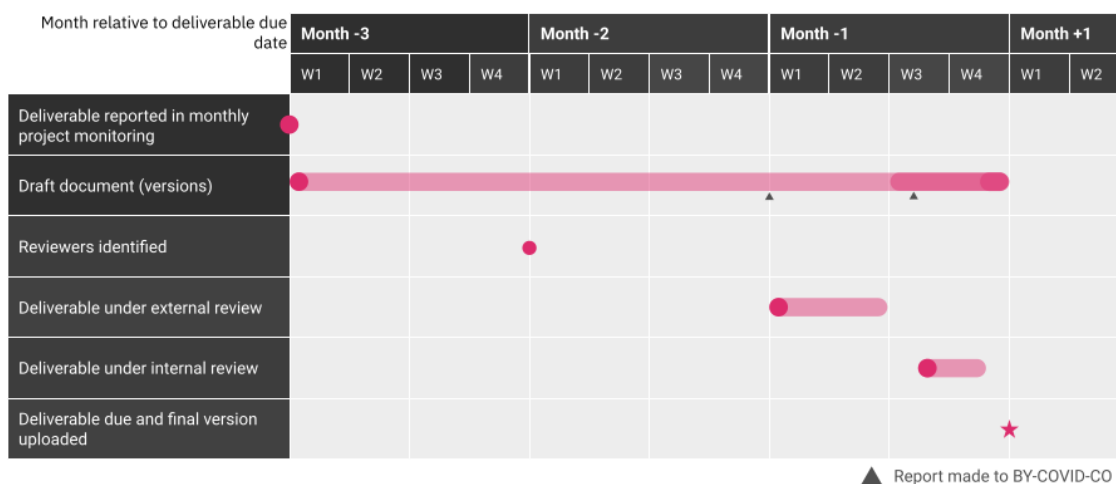 Month relative to deliverable due
date
Month -3 Month -2 Month -1 Month +1
W1 W2 W3 W4 W1 W2 W3 W4 W1 W2 W3 W4 W1 W2
Deliverable reported in monthly
project monitoring
Draft document (versions)
Reviewers identified
Deliverable under external review
Deliverable under internal review
Deliverable due and final version
uploaded
Report made to BY-COVID-CO